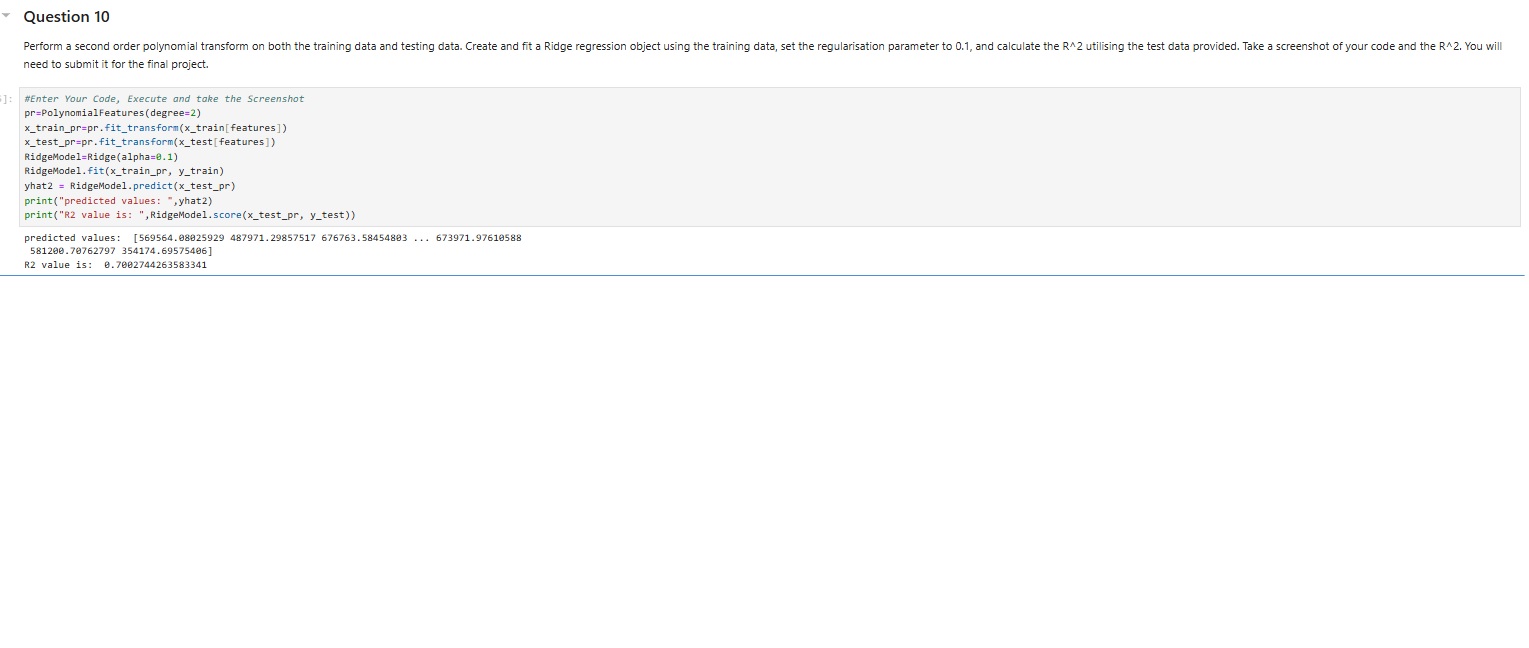 Question 10
Perform a second order polynomial transform on both the training data and testing data. Create and fit a Ridge regression object using the training data, set the regularisation parameter to 0.1, and calculate the R^2 utilising the test data provided. Take a screenshot of your code and the R^2. You will
need to submit it for the final project.
]:
#Enter Your Code, Execute and take the Screenshot
pr=PolynomialFeatures(degree=2)
x_train_pr=pr.fit_transform(x_train[features])
x_test_pr=pr.fit_transform(x_test[features])
RidgeModel=Ridge(alpha=0.1)
RidgeModel.fit(x_train_pr, y_train)
yhat2 = RidgeModel.predict(x_test_pr)
print("predicted values: ",yhat2)
print("R2 value is: ",RidgeModel.score(x_test_pr, y_test))
predicted values:  [569564.08025929 487971.29857517 676763.58454803 ... 673971.97610588
 581200.70762797 354174.69575406]
R2 value is:  0.7002744263583341